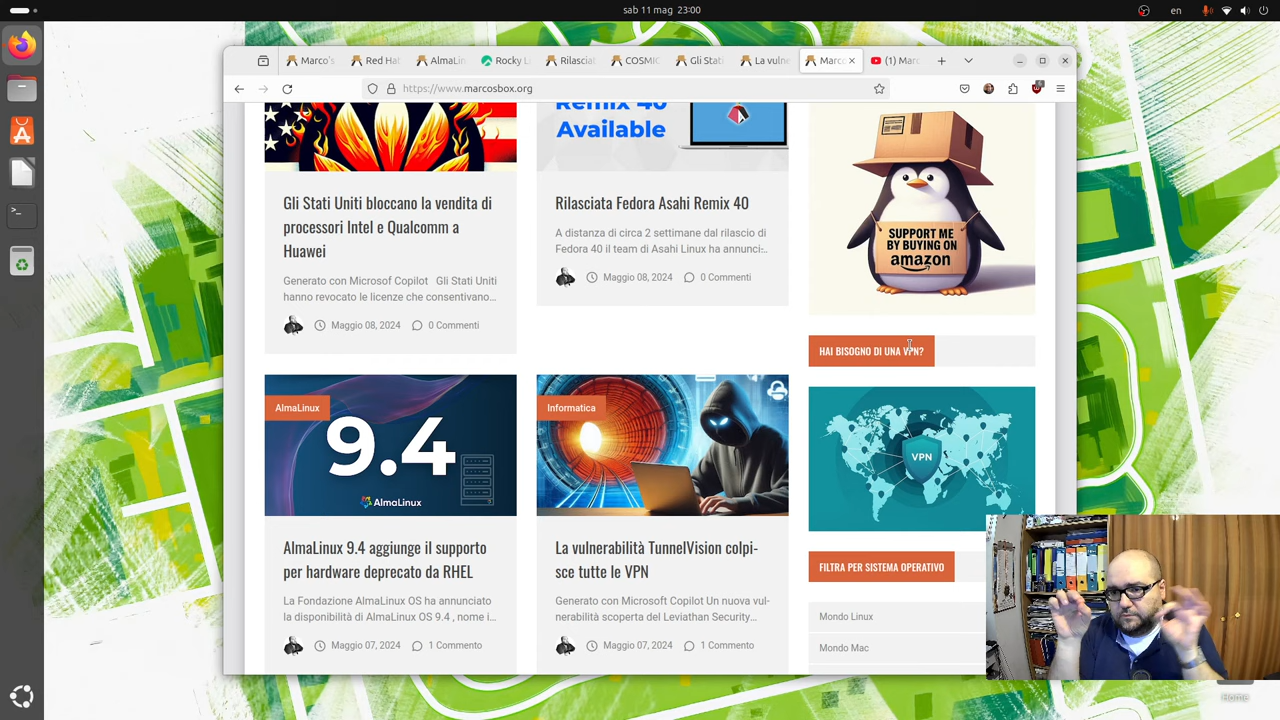 sab 11 mag 23:00
en
Marco's
Red Hat
AlmaLin
Rocky L
Rilascia
COSMIC
Gli Stati
La vulne
Marco
(1) Marc
https://www.marcosbox.org
Remix 40
Available
Gli Stati Uniti bloccano la vendita di
processori Intel e Qualcomm a
Huawei
Generato con Microsof Copilot Gli Stati Uniti
hanno revocato le licenze che consentivano...
Maggio 08, 2024
0 Commenti
Rilasciata Fedora Asahi Remix 40
A distanza di circa 2 settimane dal rilascio di
Fedora 40 il team di Asahi Linux ha annunci...
Maggio 08, 2024
0 Commenti
SUPPORT ME
BY BUYING ON
amazon
HAI BISOGNO DI UNA VPN?
VPN
AlmaLinux
9.4
AlmaLinux
AlmaLinux 9.4 aggiunge il supporto
per hardware deprecato da RHEL
La Fondazione AlmaLinux OS ha annunciato
la disponibilità di AlmaLinux OS 9.4 , nome i...
Maggio 07, 2024
1 Commento
Informatica
La vulnerabilità TunnelVision colpi-
sce tutte le VPN
Generato con Microsoft Copilot Un nuova vul-
nerabilità scoperta del Leviathan Security...
Maggio 07, 2024
1 Commento
FILTRA PER SISTEMA OPERATIVO
Mondo Linux
Mondo Mac
Home